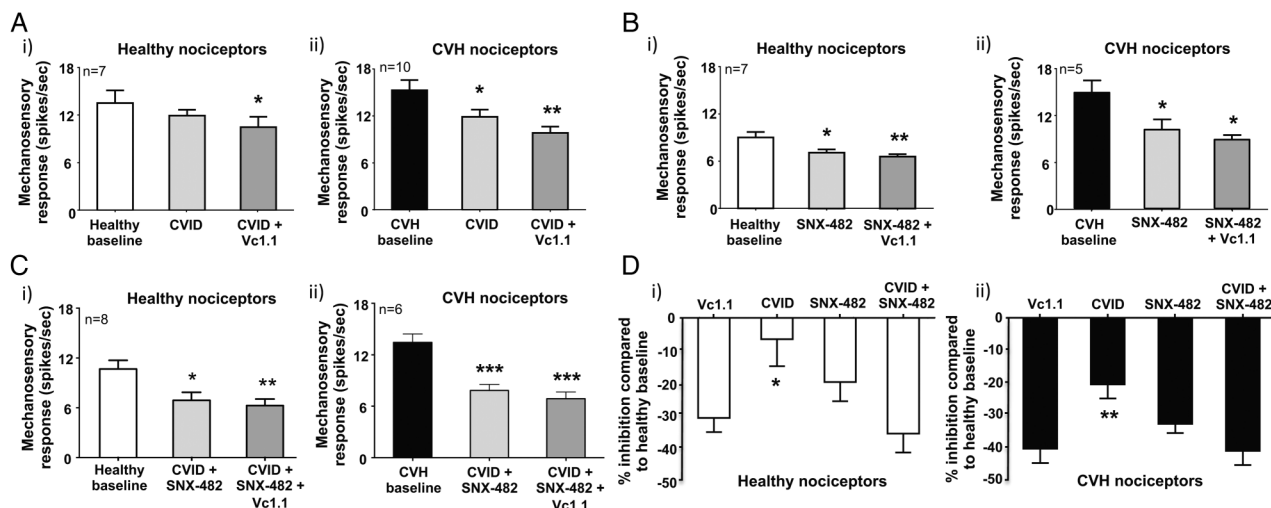 A
i)
Healthy nociceptors
n=7
Mechanosensory
response (spikes/sec)
18
12
6
0
*
Healthy
baseline
CVID
CVID +
Vc1.1
ii)
CVH nociceptors
n=10
Mechanosensory
response (spikes/sec)
18
12
6
0
*
**
CVH
baseline
CVID
CVID +
Vc1.1
B
i)
Healthy nociceptors
n=7
Mechanosensory
response (spikes/sec)
18
12
6
0
*
**
Healthy
baseline
SNX-482
SNX-482
+ Vc1.1
ii)
CVH nociceptors
n=5
Mechanosensory
response (spikes/sec)
18
12
6
0
*
*
CVH
baseline
SNX-482
SNX-482
+ Vc1.1
C
i)
Healthy nociceptors
n=8
Mechanosensory
response (spikes/sec)
18
12
6
0
*
**
Healthy
baseline
CVID +
SNX-482
CVID +
SNX-482 +
Vc1.1
ii)
CVH nociceptors
n=6
Mechanosensory
response (spikes/sec)
18
12
6
0
***
***
CVH
baseline
CVID +
SNX-482
CVID +
SNX-482 +
Vc1.1
D
i)
Vc1.1
CVID
SNX-482
CVID +
SNX-482
% inhibition compared
to healthy baseline
0
-10
-20
-30
-40
-50
*
Healthy nociceptors
ii)
Vc1.1
CVID
SNX-482
CVID +
SNX-482
% inhibition compared
to healthy baseline
0
-10
-20
-30
-40
-50
**
CVH nociceptors